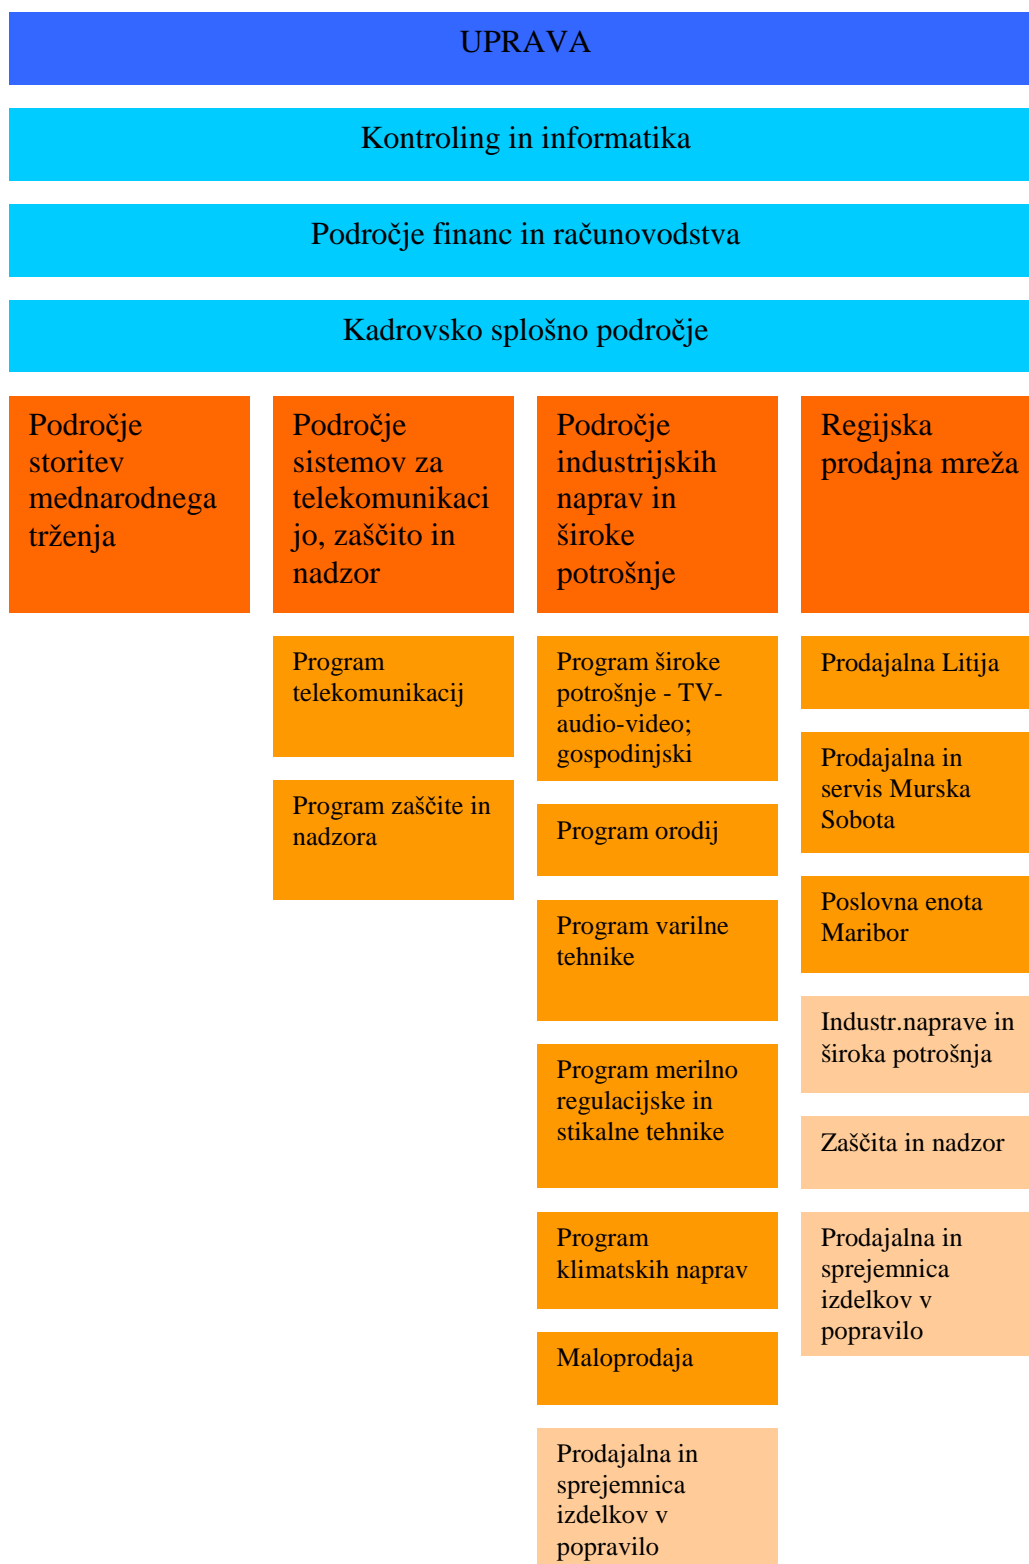 UPRAVA
Kontroling in informatika
Področje financ in računovodstva
Kadrovsko splošno področje
Področje
storitev
mednarodnega
trženja
Področje
sistemov za
telekomunikaci
jo, zaščito in
nadzor
Program
telekomunikacij
Program zaščite in
nadzora
Področje
industrijskih
naprav in
široke
potrošnje
Program široke
potrošnje - TV-
audio-video;
gospodinjski
Program orodij
Program varilne
tehnike
Program merilno
regulacijske in
stikalne tehnike
Program
klimatskih naprav
Maloprodaja
Prodajalna in
sprejemnica
izdelkov v
popravilo
Regijska
prodajna mreža
Prodajalna Litija
Prodajalna in
servis Murska
Sobota
Poslovna enota
Maribor
Industr.naprave in
široka potrošnja
Zaščita in nadzor
Prodajalna in
sprejemnica
izdelkov v
popravilo